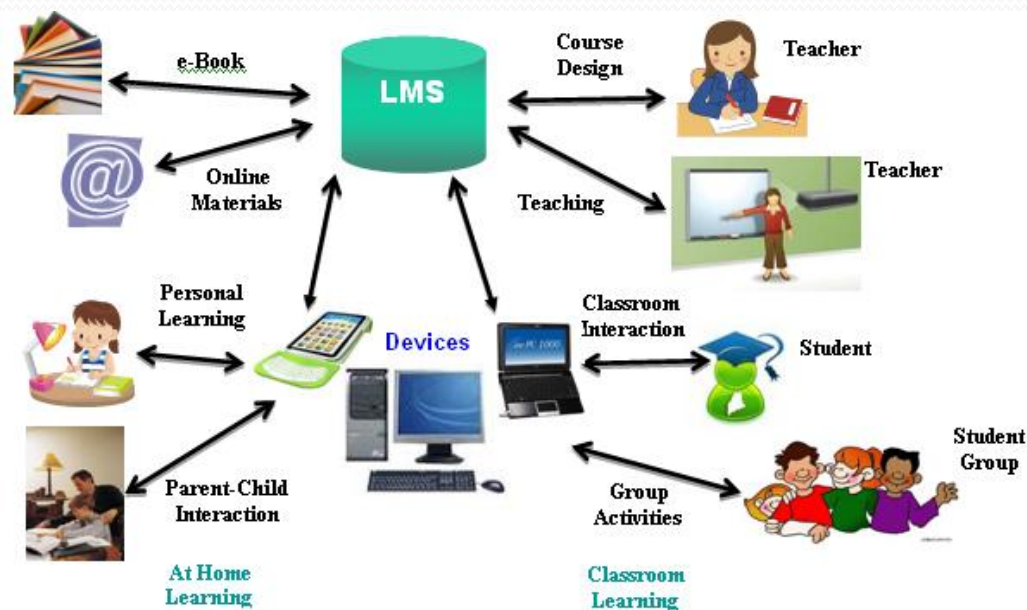 e-Book
LMS
Course
Design
Teacher
Online
Materials
Teaching
Teacher
Personal
Learning
Devices
Classroom
Interaction
Student
Parent-Child
Interaction
Group
Activities
Student
Group
At Home
Learning
Classroom
Learning